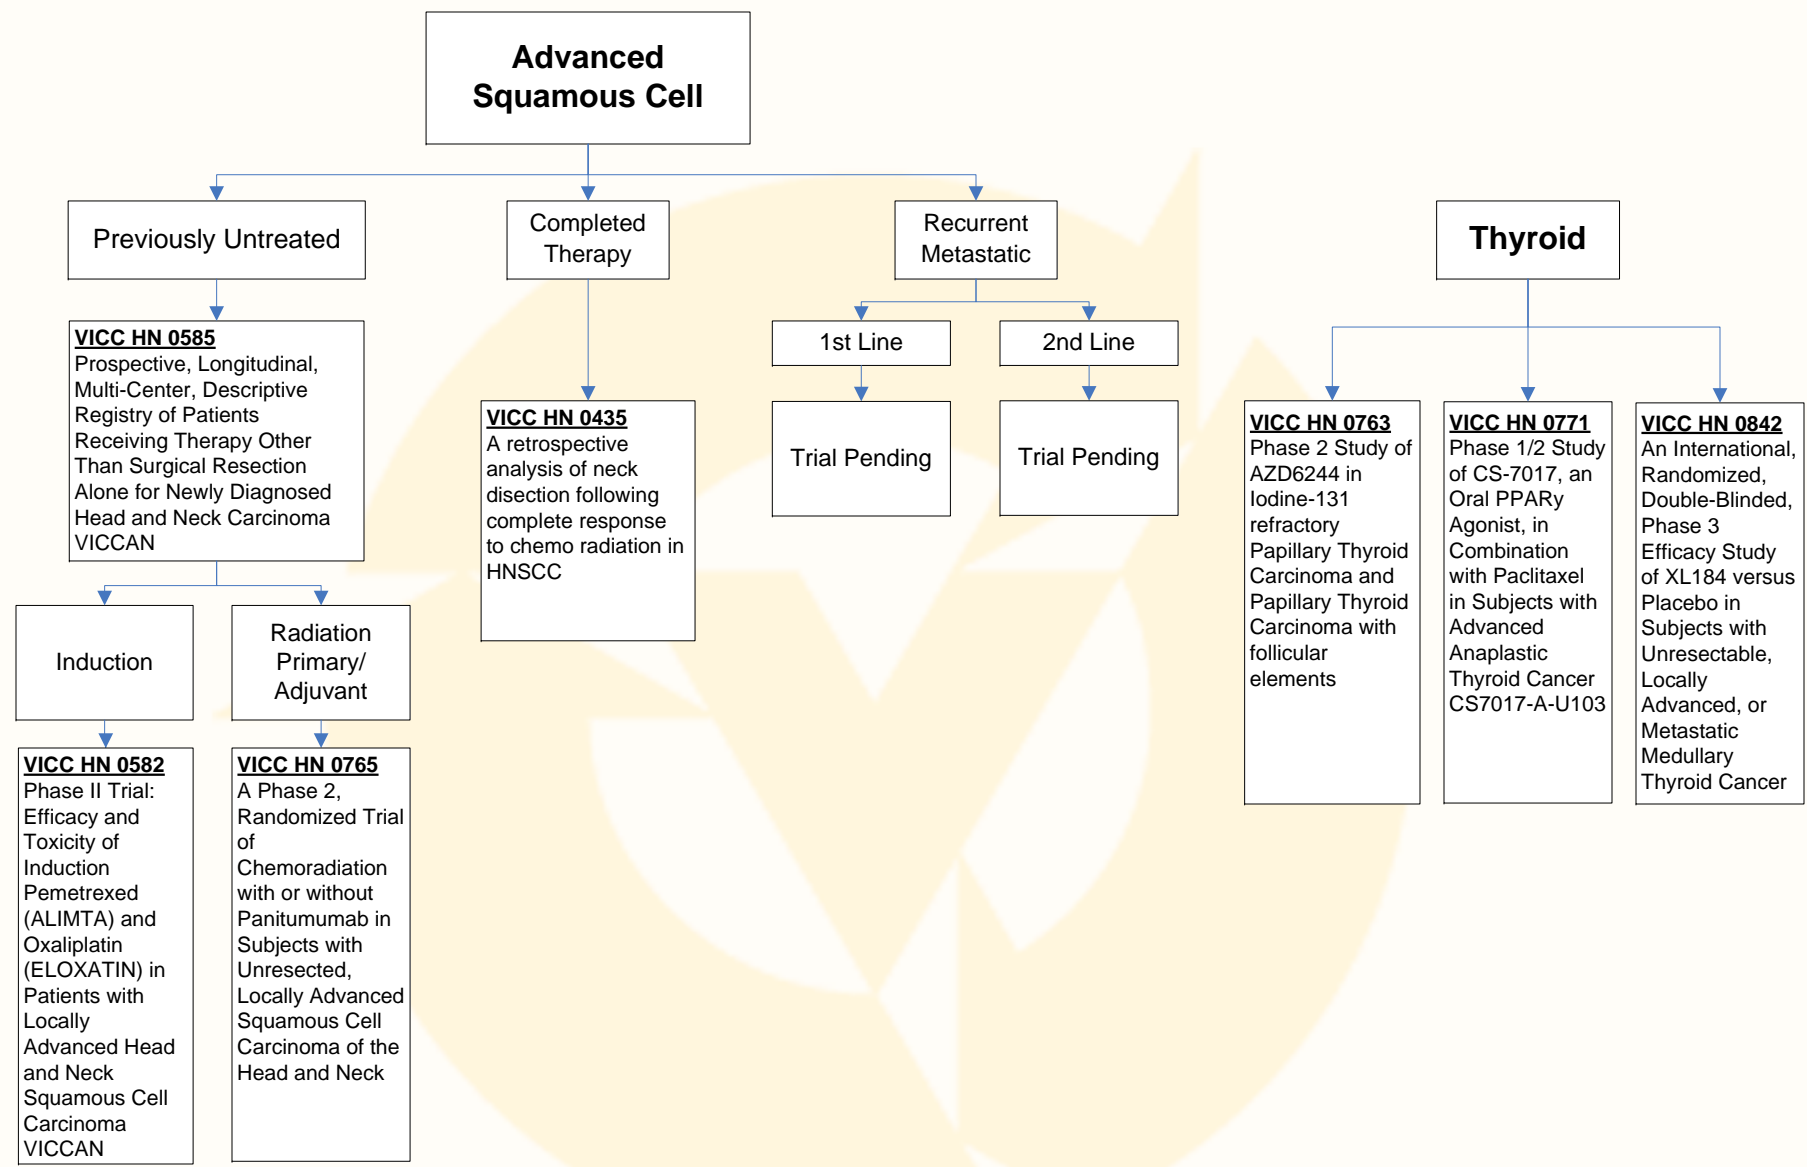 Advanced
Squamous Cell
Previously Untreated
Completed
Therapy
Recurrent
Metastatic
Thyroid
VICC HN 0585
Prospective, Longitudinal,
Multi-Center, Descriptive
Registry of Patients
Receiving Therapy Other
Than Surgical Resection
Alone for Newly Diagnosed
Head and Neck Carcinoma
VICCAN
1st Line
2nd Line
VICC HN 0435
A retrospective
analysis of neck
disection following
complete response
to chemo radiation in
HNSCC
Trial Pending
Trial Pending
VICC HN 0763
Phase 2 Study of
AZD6244 in
Iodine-131
refractory
Papillary Thyroid
Carcinoma and
Papillary Thyroid
Carcinoma with
follicular
elements
VICC HN 0771
Phase 1/2 Study
of CS-7017, an
Oral PPARy
Agonist, in
Combination
with Paclitaxel
in Subjects with
Advanced
Anaplastic
Thyroid Cancer
CS7017-A-U103
VICC HN 0842
An International,
Randomized,
Double-Blinded,
Phase 3
Efficacy Study
of XL184 versus
Placebo in
Subjects with
Unresectable,
Locally
Advanced, or
Metastatic
Medullary
Thyroid Cancer
Induction
Radiation
Primary/
Adjuvant
VICC HN 0582
Phase II Trial:
Efficacy and
Toxicity of
Induction
Pemetrexed
(ALIMTA) and
Oxaliplatin
(ELOXATIN) in
Patients with
Locally
Advanced Head
and Neck
Squamous Cell
Carcinoma
VICCAN
VICC HN 0765
A Phase 2,
Randomized Trial
of
Chemoradiation
with or without
Panitumumab in
Subjects with
Unresected,
Locally Advanced
Squamous Cell
Carcinoma of the
Head and Neck